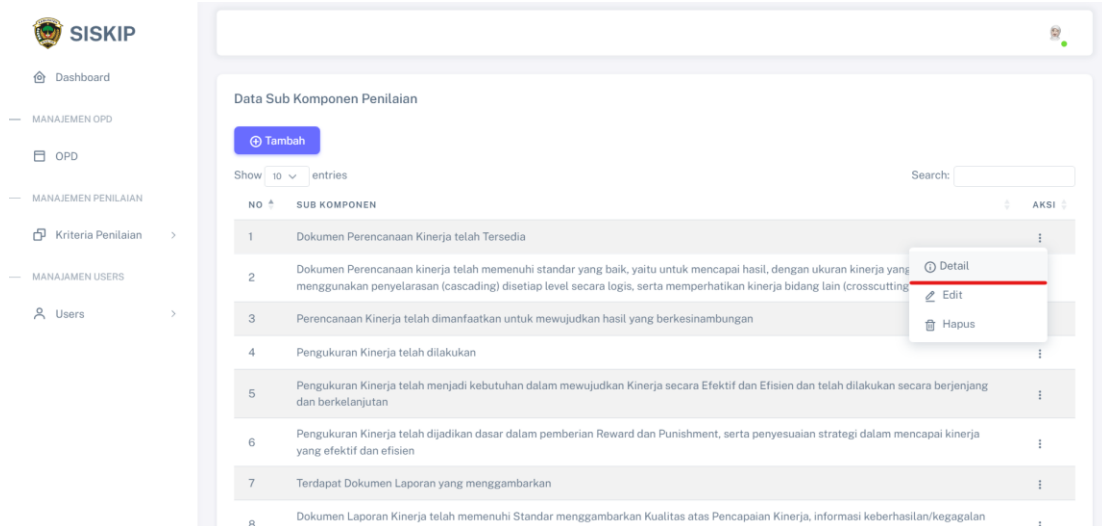 SISKIP
Dashboard
MANAJEMEN OPD
OPD
MANAJEMEN PENILAIAN
Kriteria Penilaian
MANAJAMEN USERS
Users
Data Sub Komponen Penilaian
Tambah
Show 10 entries
Search:
NO SUB KOMPONEN AKSI
1 Dokumen Perencanaan Kinerja telah Tersedia
Detail
Edit
Hapus
2 Dokumen Perencanaan kinerja telah memenuhi standar yang baik, yaitu untuk mencapai hasil, dengan ukuran kinerja yang
menggunakan penyelarasan (cascading) disetiap level secara logis, serta memperhatikan kinerja bidang lain (crosscutting
3 Perencanaan Kinerja telah dimanfaatkan untuk mewujudkan hasil yang berkesinambungan
4 Pengukuran Kinerja telah dilakukan
5 Pengukuran Kinerja telah menjadi kebutuhan dalam mewujudkan Kinerja secara Efektif dan Efisien dan telah dilakukan secara berjenjang
dan berkelanjutan
6 Pengukuran Kinerja telah dijadikan dasar dalam pemberian Reward dan Punishment, serta penyesuaian strategi dalam mencapai kinerja
yang efektif dan efisien
7 Terdapat Dokumen Laporan yang menggambarkan
8 Dokumen Laporan Kinerja telah memenuhi Standar menggambarkan Kualitas atas Pencapaian Kinerja, informasi keberhasilan/kegagalan